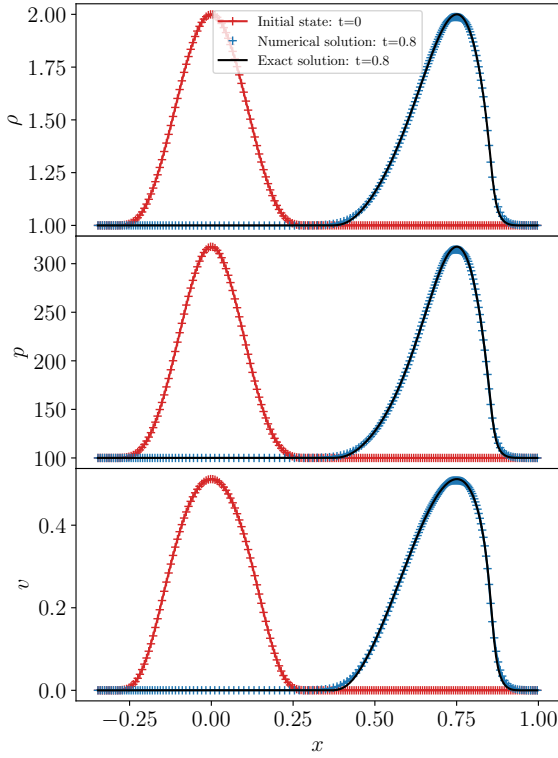 Initial state: t=0
Numerical solution: t=0.8
Exact solution: t=0.8
2.00
1.75
1.50
1.25
1.00
ρ
300
250
200
150
100
p
0.4
0.2
0.0
v
−0.25 0.00 0.25 0.50 0.75 1.00
x